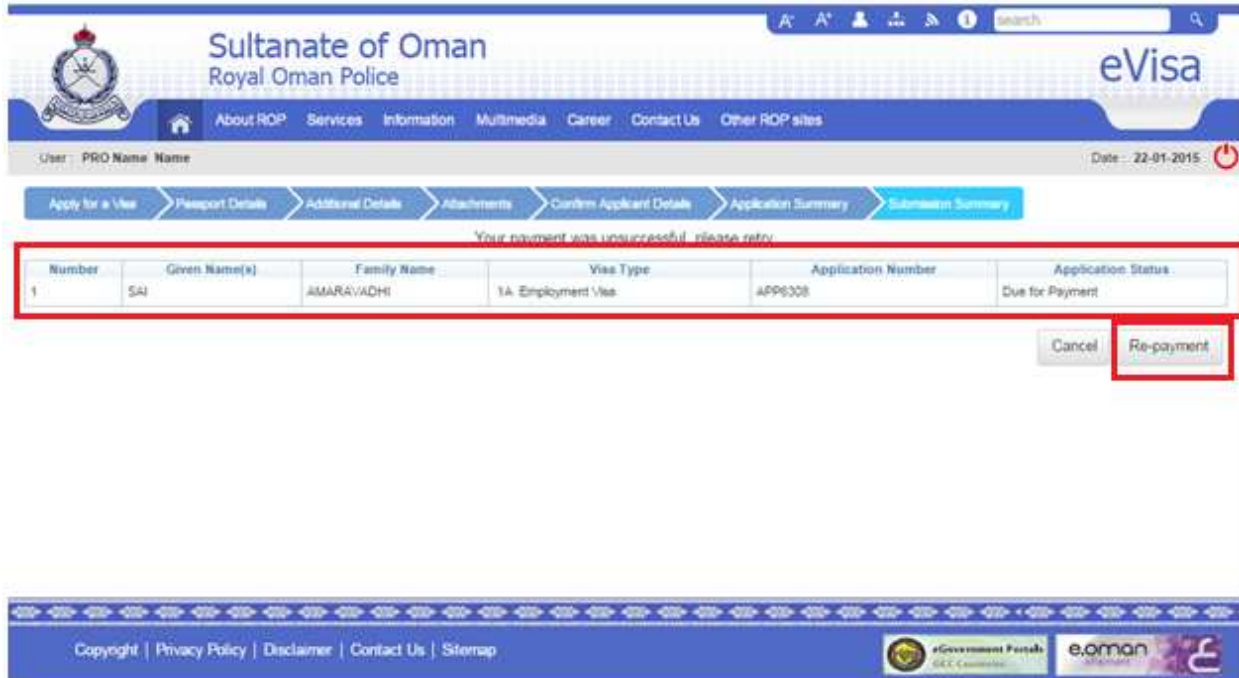 A- A+ search
Sultanate of Oman
Royal Oman Police
eVisa
About ROP Services Information Multimedia Career Contact Us Other ROP sites
User : PRO Name Name Date : 22-01-2015
Apply for a Visa Passport Details Additional Details Attachments Confirm Applicant Details Application Summary Submission Summary
Your payment was unsuccessful, please retry
Number Given Name(s) Family Name Visa Type Application Number Application Status
1 SAI AMARAVADHI 1A Employment Visa APP6308 Due for Payment
Cancel Re-payment
Copyright | Privacy Policy | Disclaimer | Contact Us | Sitemap
eGovernment Portals
GCC Countries
e.oman